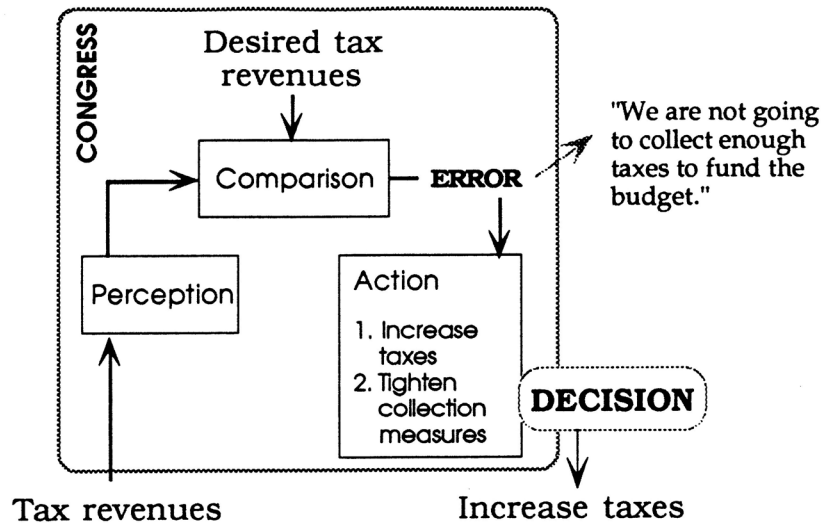 CONGRESS
Desired tax
revenues
Comparison
ERROR
"We are not going
to collect enough
taxes to fund the
budget."
Perception
Action
1. Increase
taxes
2. Tighten
collection
measures
DECISION
Tax revenues
Increase taxes